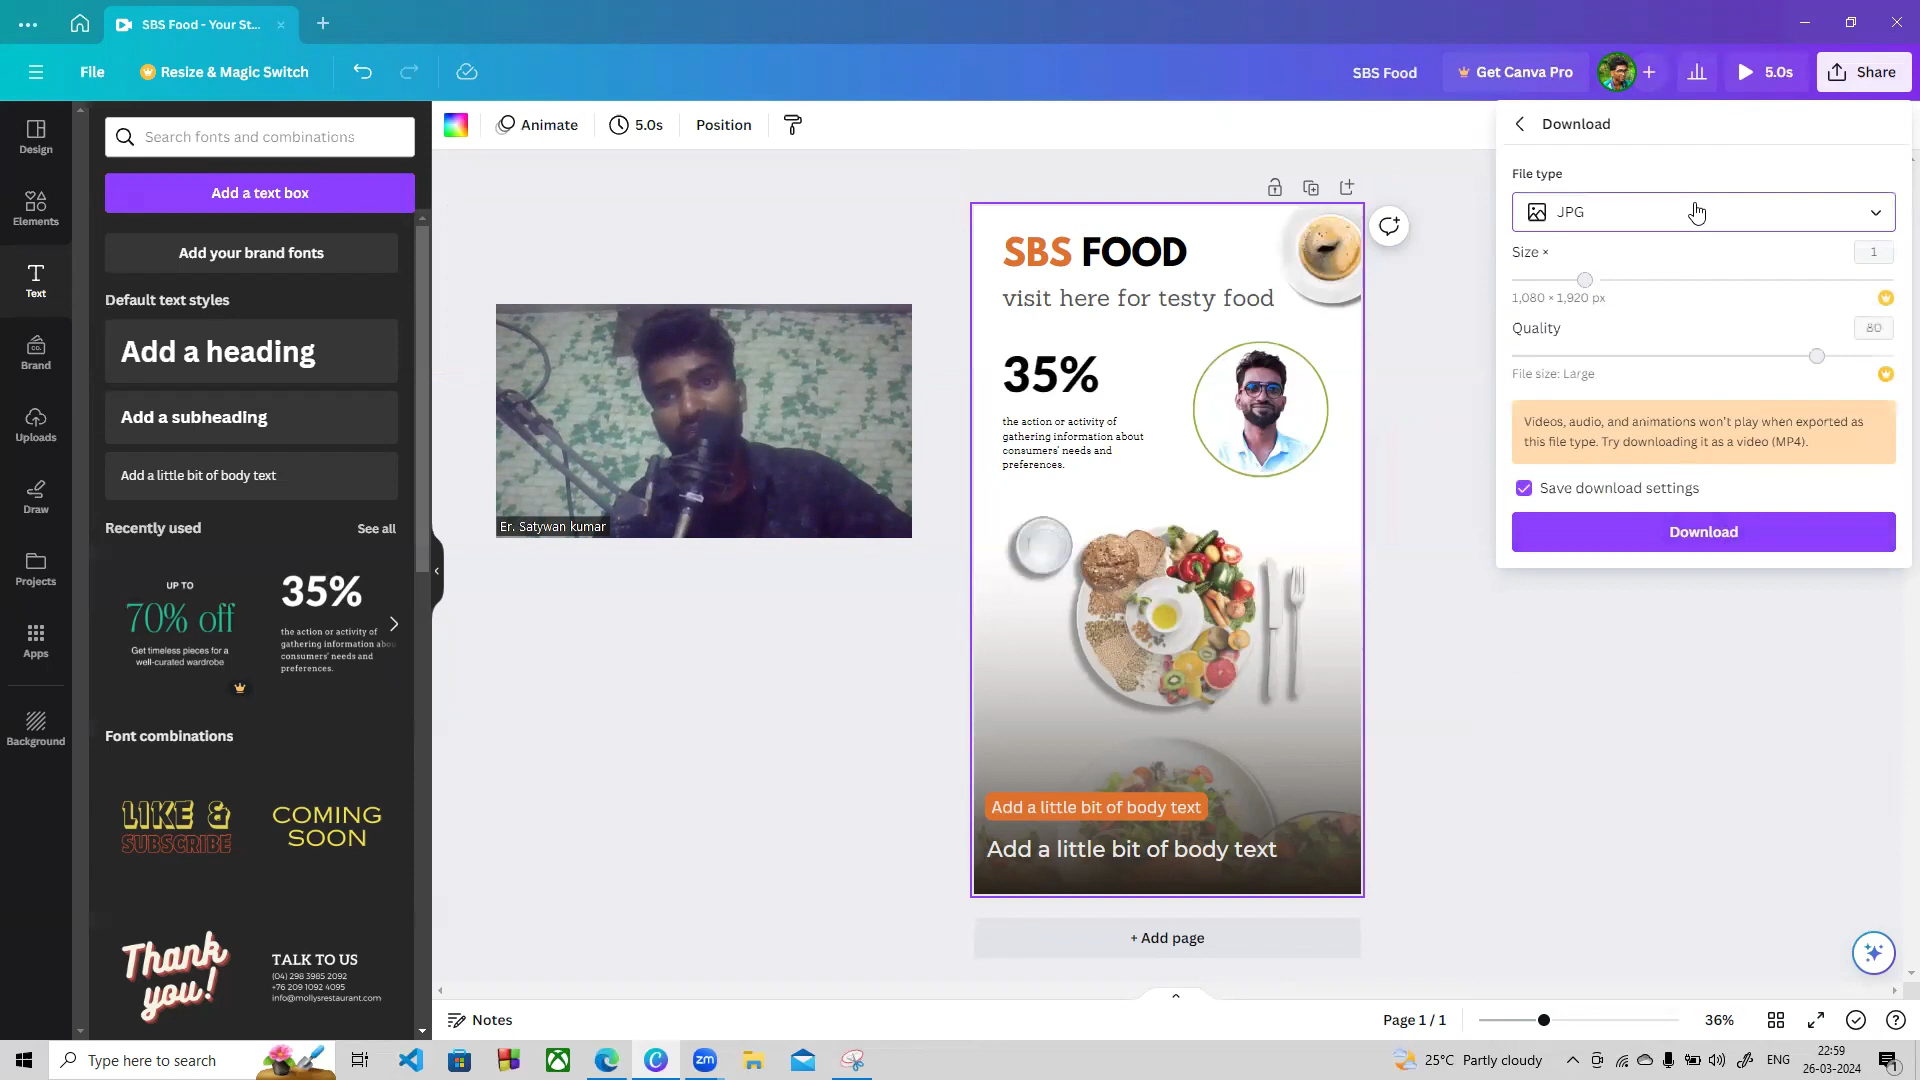 SBS Food - Your St...
File
Resize & Magic Switch
SBS Food
Get Canva Pro
5.0s
Share
Design
Elements
Text
Brand
Uploads
Draw
Projects
Apps
Background
Search fonts and combinations
Add a text box
Add your brand fonts
Default text styles
Add a heading
Add a subheading
Add a little bit of body text
Recently used
See all
UP TO
70% off
Get timeless pieces for a
well-curated wardrobe
35%
the action or activity of
gathering information abou
consumers' needs and
preferences.
Font combinations
LIKE &
SUBSCRIBE
COMING
SOON
Thank
you!
TALK TO US
(04) 298 3985 2092
+76 209 1092 4095
info@mollysrestaurant.com
Animate
5.0s
Position
Er. Satywan kumar
SBS FOOD
visit here for testy food
35%
the action or activity of
gathering information about
consumers' needs and
preferences.
Add a little bit of body text
Add a little bit of body text
+ Add page
Download
File type
JPG
Size ×
1
1,080 × 1,920 px
Quality
80
File size: Large
Videos, audio, and animations won't play when exported as
this file type. Try downloading it as a video (MP4).
Save download settings
Download
Notes
Page 1 / 1
36%
Type here to search
25°C Partly cloudy
ENG
22:59
26-03-2024